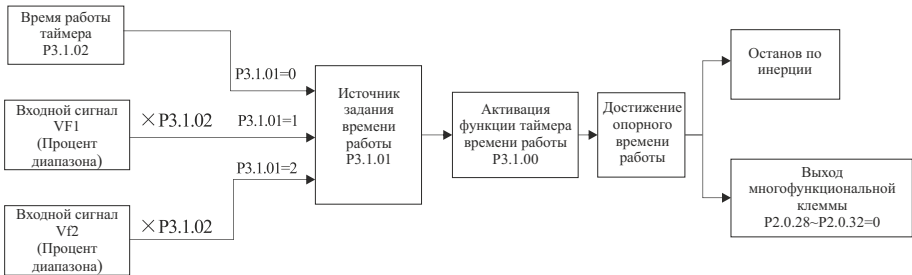 Время работы
таймера
P3.1.02
P3.1.01=0
Входной сигнал
VF1
(Процент
диапазона)
×P3.1.02
P3.1.01=1
P3.1.01=2
Входной сигнал
Vf2
(Процент
диапазона)
×P3.1.02
Источник
задания
времени
работы
P3.1.01
Активация
функции таймера
времени работы
P3.1.00
Достижение
опорного
времени
работы
Останов по
инерции
Выход
многофункциональной
клеммы
P2.0.28~P2.0.32=0